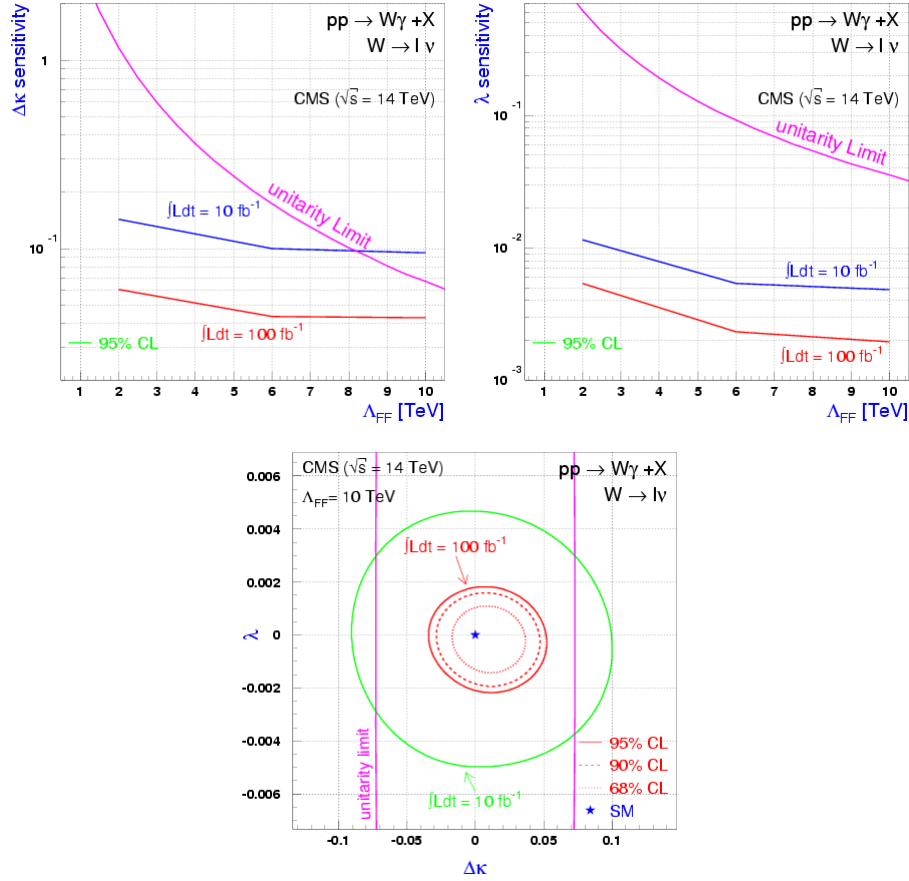 pp → Wγ +X
W → l ν
CMS (√s = 14 TeV)
Δκ sensitivity
1
10⁻¹
unitarity Limit
∫Ldt = 10 fb⁻¹
∫Ldt = 100 fb⁻¹
95% CL
1 2 3 4 5 6 7 8 9 10
Λ_FF [TeV]
pp → Wγ +X
W → l ν
CMS (√s = 14 TeV)
λ sensitivity
10⁻¹
10⁻²
10⁻³
unitarity Limit
∫Ldt = 10 fb⁻¹
∫Ldt = 100 fb⁻¹
95% CL
1 2 3 4 5 6 7 8 9 10
Λ_FF [TeV]
CMS (√s = 14 TeV)
Λ_FF = 10 TeV
pp → Wγ +X
W → lν
∫Ldt = 100 fb⁻¹
λ
0.006
0.004
0.002
0
-0.002
-0.004
-0.006
unitarity limit
∫Ldt = 10 fb⁻¹
95% CL
90% CL
68% CL
SM
-0.1 -0.05 0 0.05 0.1
Δκ